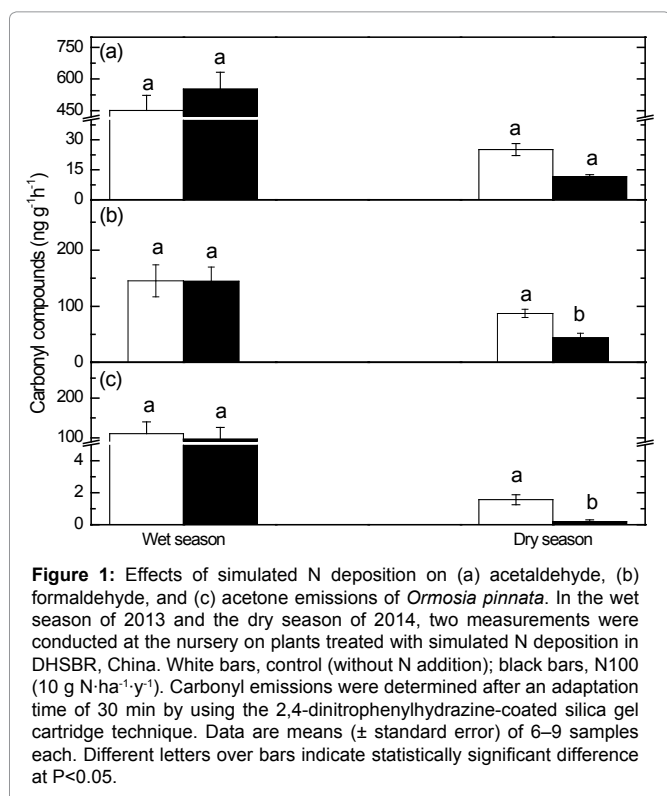 (a)
750
600
450
30
15
0
a
a
a
a
(b)
200
100
0
a
a
a
b
(c)
200
100
4
2
0
a
a
a
b
Carbonyl compounds (ng g⁻¹h⁻¹)
Wet season
Dry season
Figure 1: Effects of simulated N deposition on (a) acetaldehyde, (b)
formaldehyde, and (c) acetone emissions of Ormosia pinnata. In the wet
season of 2013 and the dry season of 2014, two measurements were
conducted at the nursery on plants treated with simulated N deposition in
DHSBR, China. White bars, control (without N addition); black bars, N100
(10 g N·ha⁻¹·y⁻¹). Carbonyl emissions were determined after an adaptation
time of 30 min by using the 2,4-dinitrophenylhydrazine-coated silica gel
cartridge technique. Data are means (± standard error) of 6–9 samples
each. Different letters over bars indicate statistically significant difference
at P<0.05.